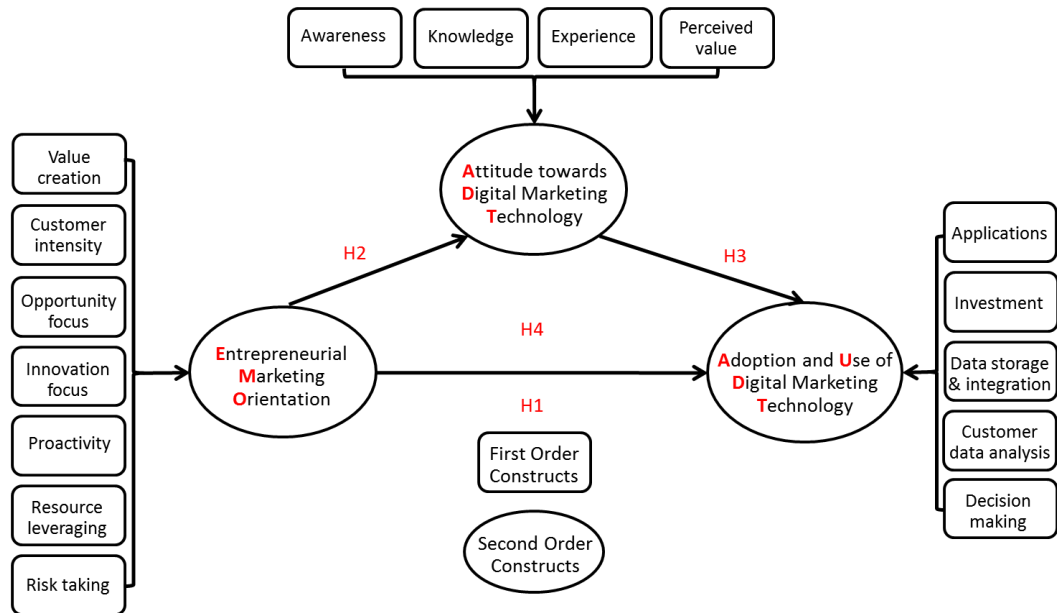 Awareness
Knowledge
Experience
Perceived
value
Value
creation
Customer
intensity
Opportunity
focus
Innovation
focus
Proactivity
Resource
leveraging
Risk taking
Attitude towards
Digital Marketing
Technology
H2
H3
Entrepreneurial
Marketing
Orientation
H4
H1
Adoption and Use of
Digital Marketing
Technology
Applications
Investment
Data storage
& integration
Customer
data analysis
Decision
making
First Order
Constructs
Second Order
Constructs